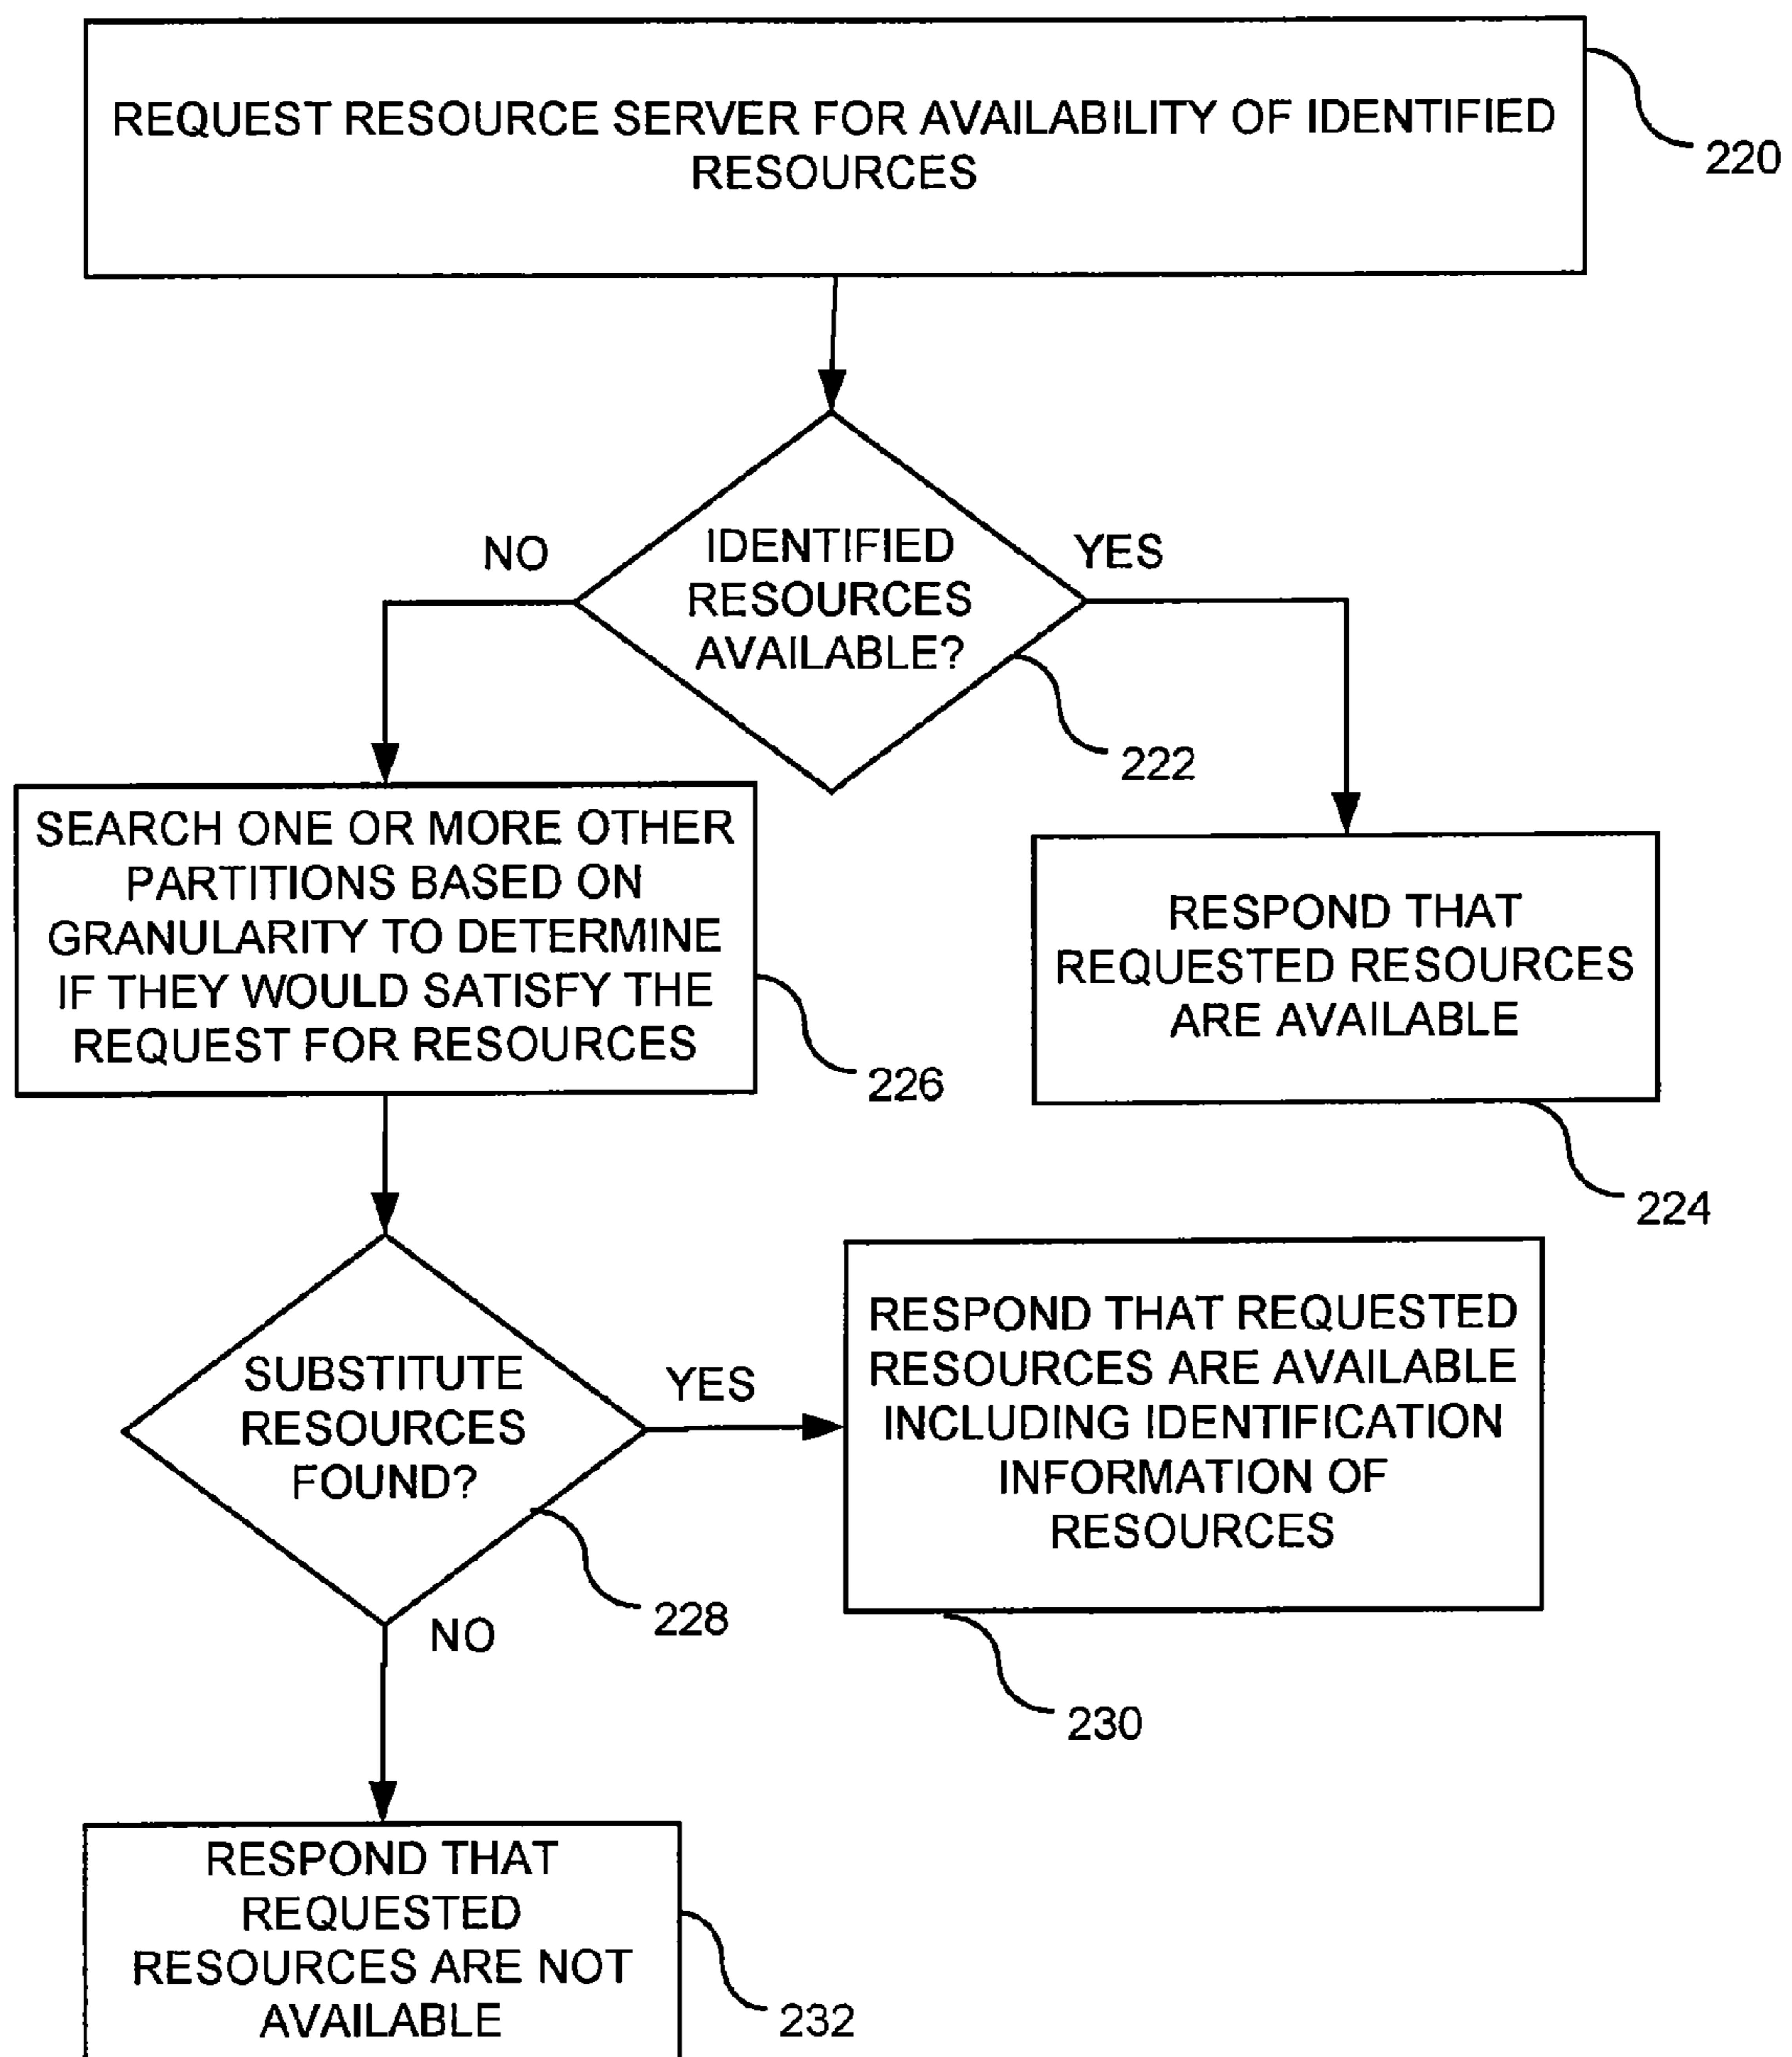 REQUEST RESOURCE SERVER FOR AVAILABILITY OF IDENTIFIED
RESOURCES
220
NO
IDENTIFIED
RESOURCES
AVAILABLE?
YES
222
SEARCH ONE OR MORE OTHER
PARTITIONS BASED ON
GRANULARITY TO DETERMINE
IF THEY WOULD SATISFY THE
REQUEST FOR RESOURCES
226
RESPOND THAT
REQUESTED RESOURCES
ARE AVAILABLE
224
SUBSTITUTE
RESOURCES
FOUND?
YES
228
NO
RESPOND THAT REQUESTED
RESOURCES ARE AVAILABLE
INCLUDING IDENTIFICATION
INFORMATION OF
RESOURCES
230
RESPOND THAT
REQUESTED
RESOURCES ARE NOT
AVAILABLE
232